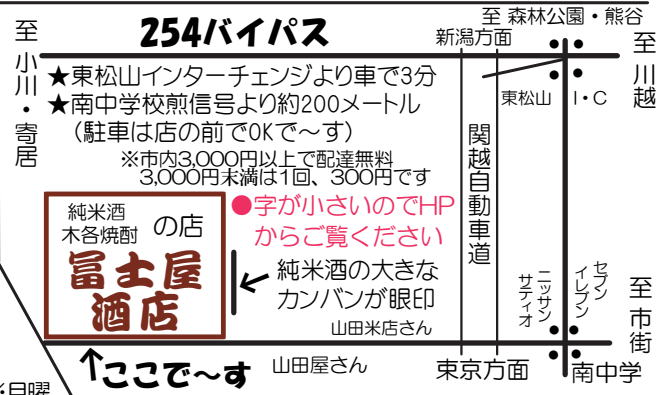 至 森林公園・熊谷
254バイパス
新潟方面
至小川・寄居
至川越
★東松山インターチェンジより車で3分
★南中学校煎信号より約200メートル
(駐車は店の前でOKで〜す)
※市内3,000円以上で配達無料
3,000円末満は1回、300円です
東松山 I・C
関越自動車道
●字が小さいのでHP
からご覧ください
純米酒
木各焼酎 の店
冨士屋
酒店
純米酒の大きな
カンバンが眼印
山田米店さん
ニッサン
サティオ
セブン
イレブン
至市街
ここで〜す
山田屋さん
東京方面
南中学
※日曜